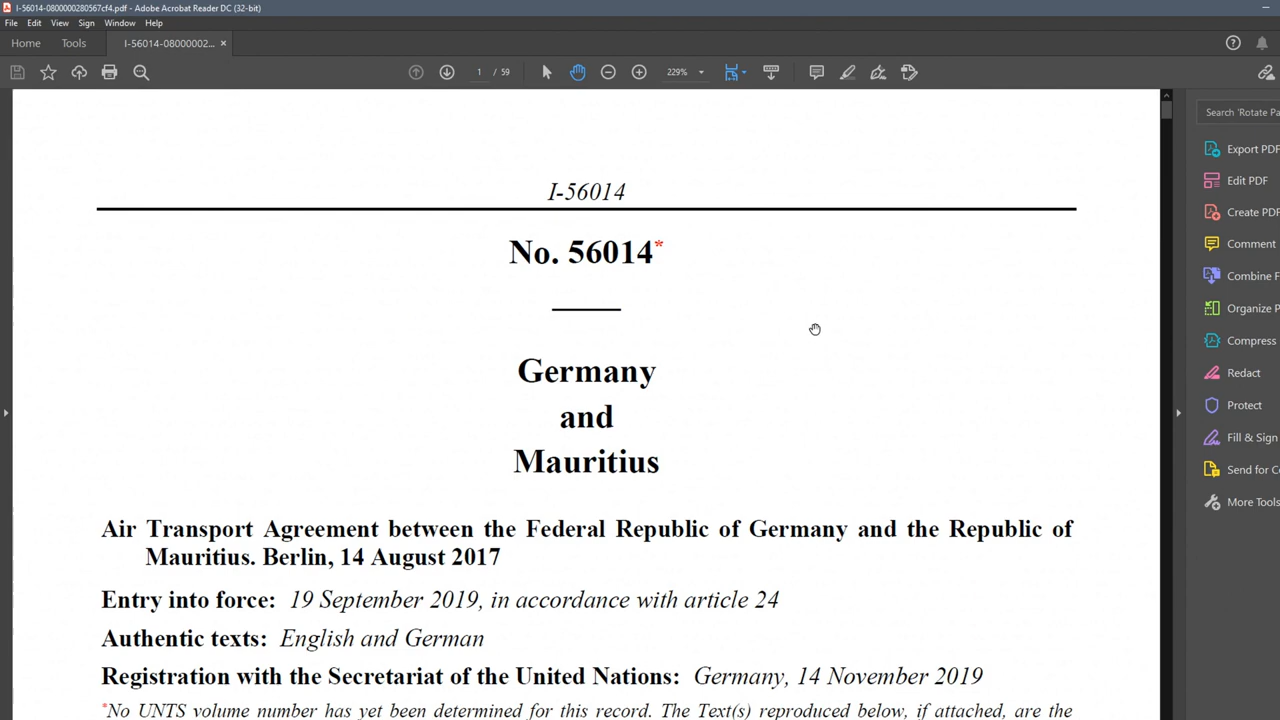 I-56014-0800000280567cf4.pdf - Adobe Acrobat Reader DC (32-bit)
File Edit View Sign Window Help
Home Tools I-56014-08000002... ×
1 / 59 229%
Search 'Rotate Pa
Export PDF
Edit PDF
Create PDF
Comment
Combine F
Organize P
Compress
Redact
Protect
Fill & Sign
Send for Co
More Tools
I-56014
No. 56014*
Germany
and
Mauritius
Air Transport Agreement between the Federal Republic of Germany and the Republic of
Mauritius. Berlin, 14 August 2017
Entry into force: 19 September 2019, in accordance with article 24
Authentic texts: English and German
Registration with the Secretariat of the United Nations: Germany, 14 November 2019
*No UNTS volume number has yet been determined for this record. The Text(s) reproduced below, if attached, are the